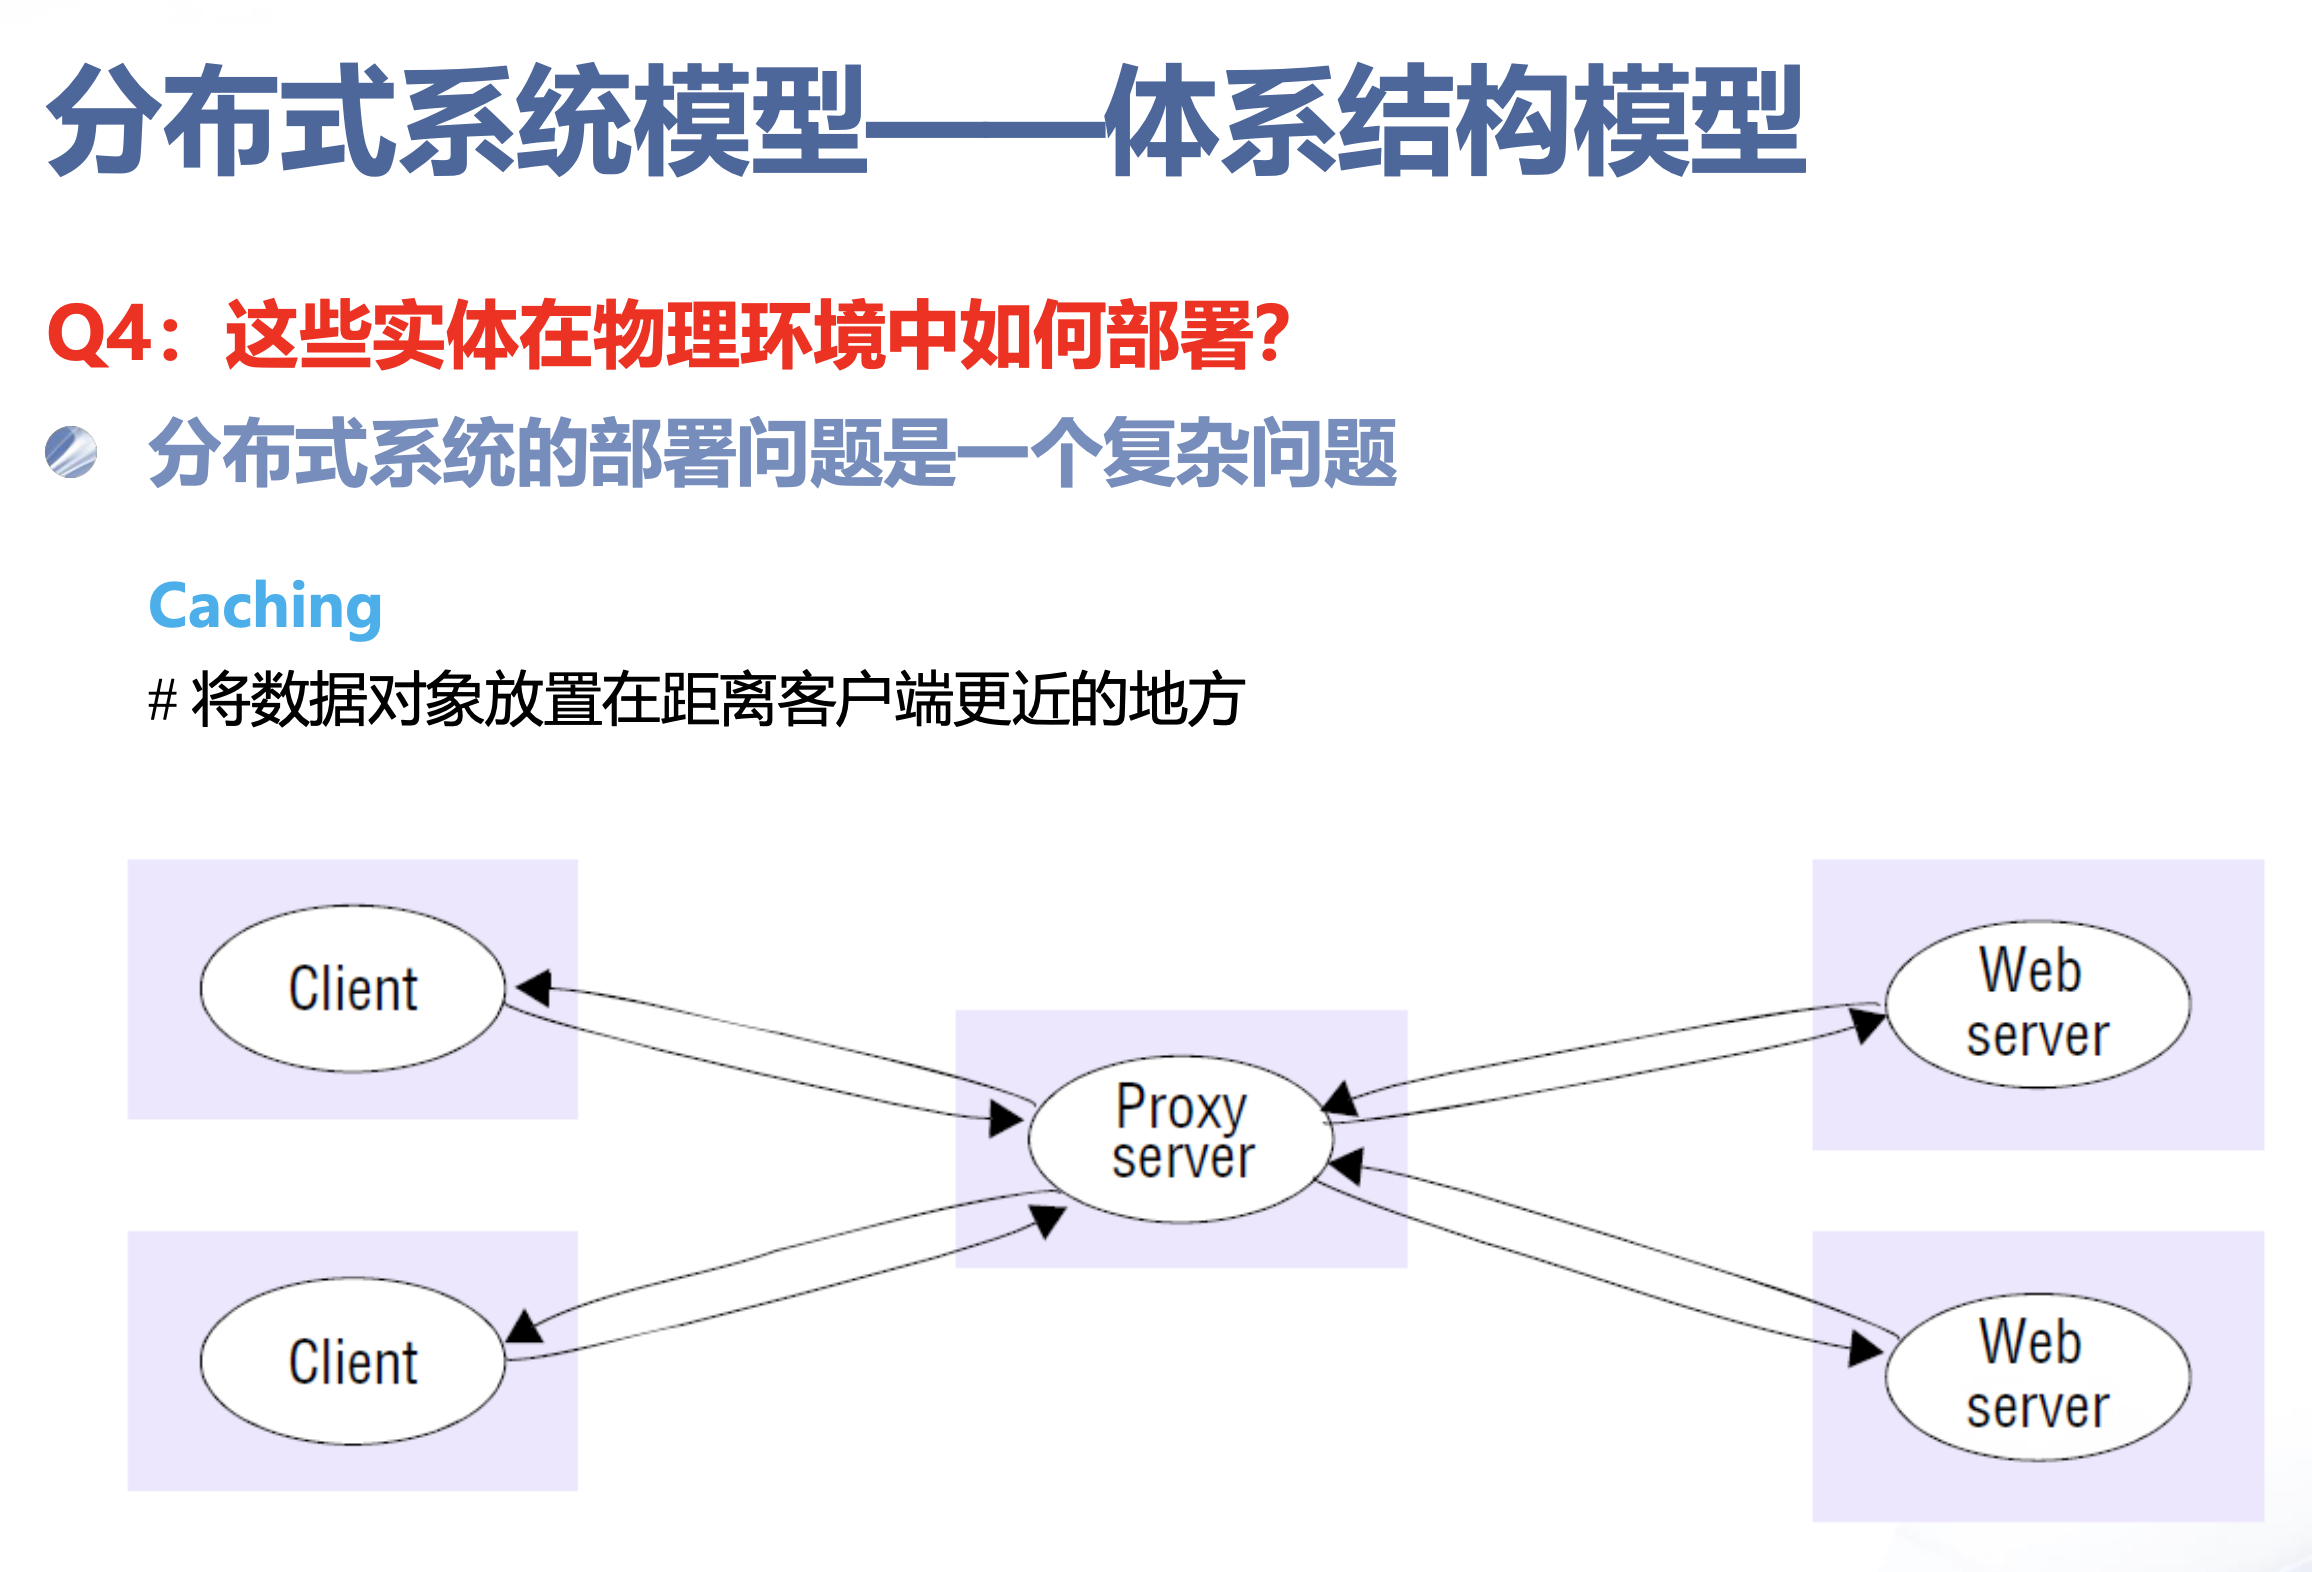 分布式系统模型——体系结构模型
Q4：这些实体在物理环境中如何部署？
分布式系统的部署问题是一个复杂问题
Caching
# 将数据对象放置在距离客户端更近的地方
Client
Web
server
Proxy
server
Client
Web
server